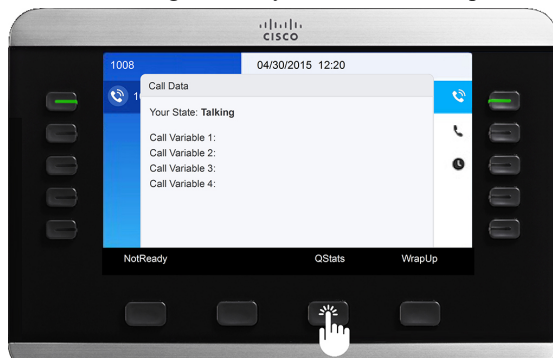 CISCO
1008
04/30/2015 12:20
Call Data
Your State: Talking
Call Variable 1:
Call Variable 2:
Call Variable 3:
Call Variable 4:
NotReady QStats WrapUp